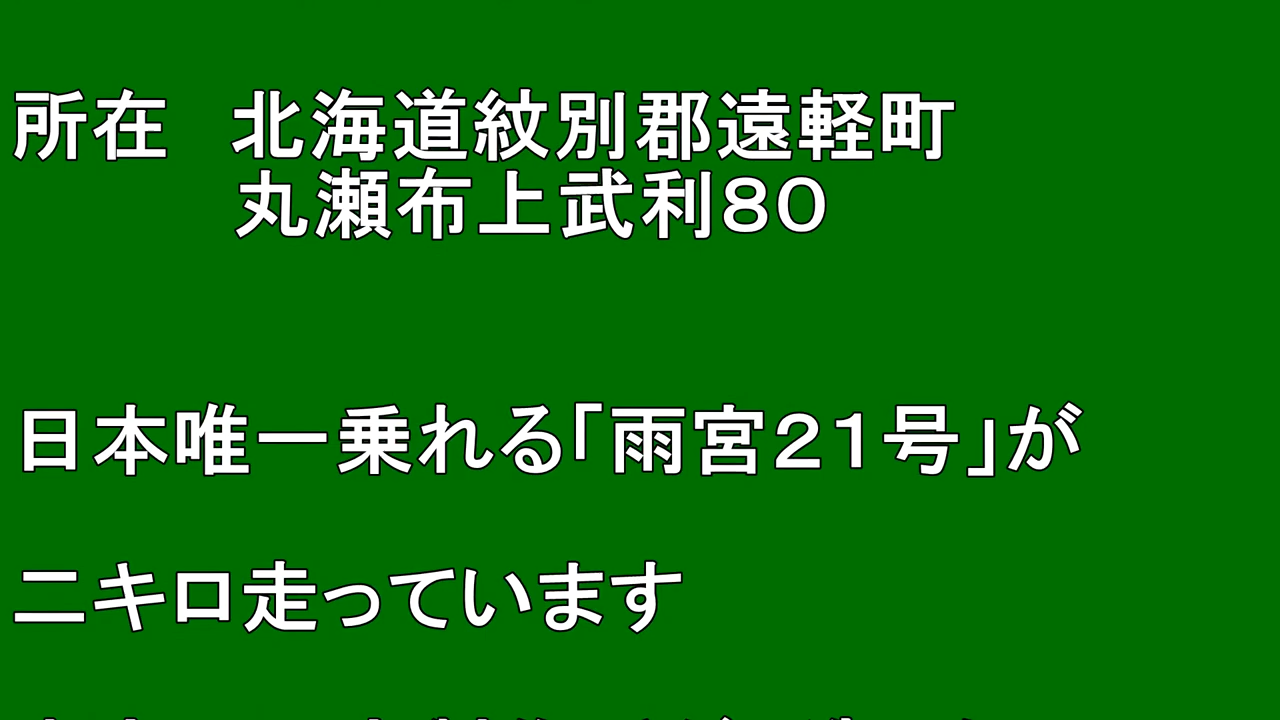 所在　北海道紋別郡遠軽町
丸瀬布上武利８０
日本唯一乗れる「雨宮２１号」が
二キロ走っています